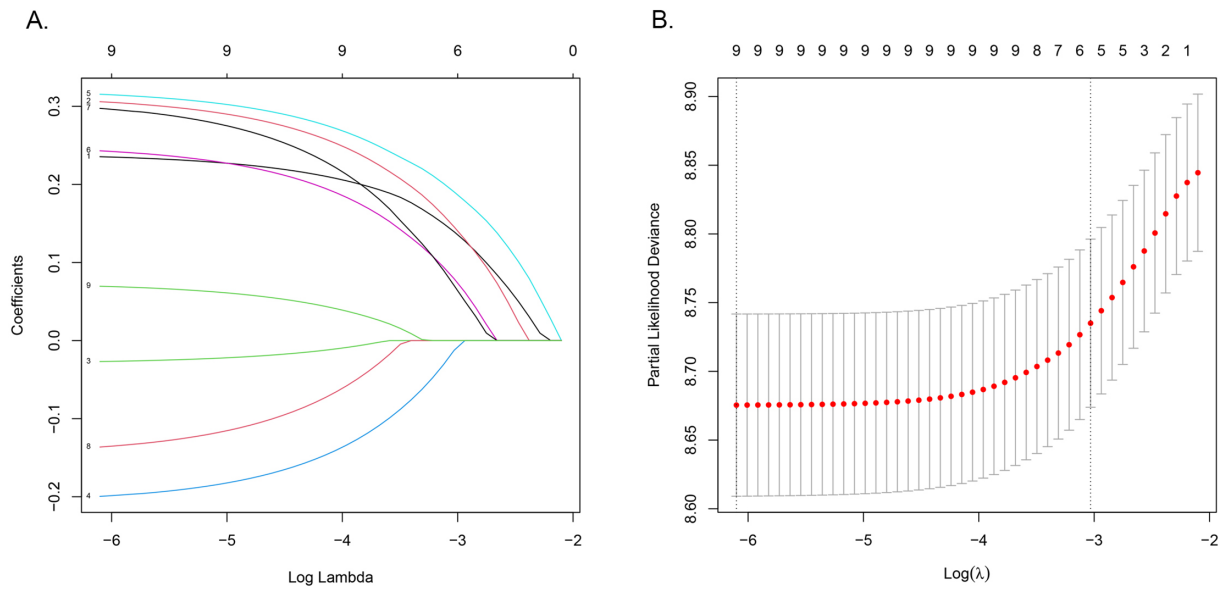 A.
9 9 9 6 0
Coefficients
0.3
0.2
0.1
0.0
−0.1
−0.2
5
2
7
6
1
9
3
8
4
−6 −5 −4 −3 −2
Log Lambda
B.
9 9 9 9 9 9 9 9 9 9 9 9 9 9 8 7 6 5 5 3 2 1
Partial Likelihood Deviance
8.90
8.85
8.80
8.75
8.70
8.65
8.60
−6 −5 −4 −3 −2
Log(λ)